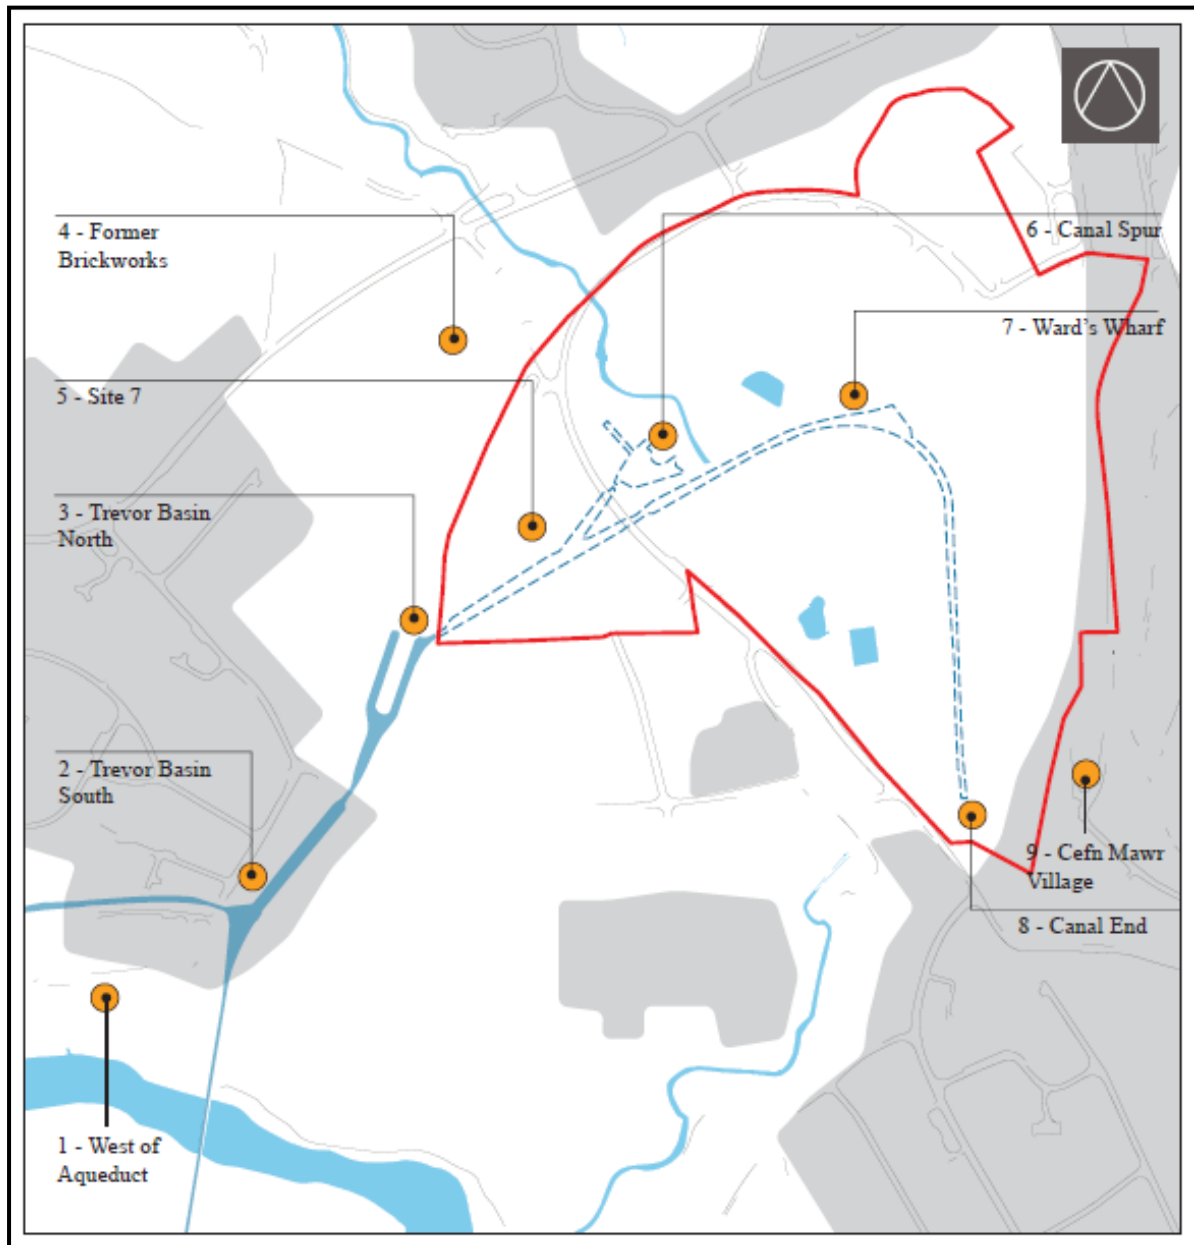 4 - Former
Brickworks
6 - Canal Spur
7 - Ward's Wharf
5 - Site 7
3 - Trevor Basin
North
2 - Trevor Basin
South
9 - Cefn Mawr
Village
8 - Canal End
1 - West of
Aqueduct